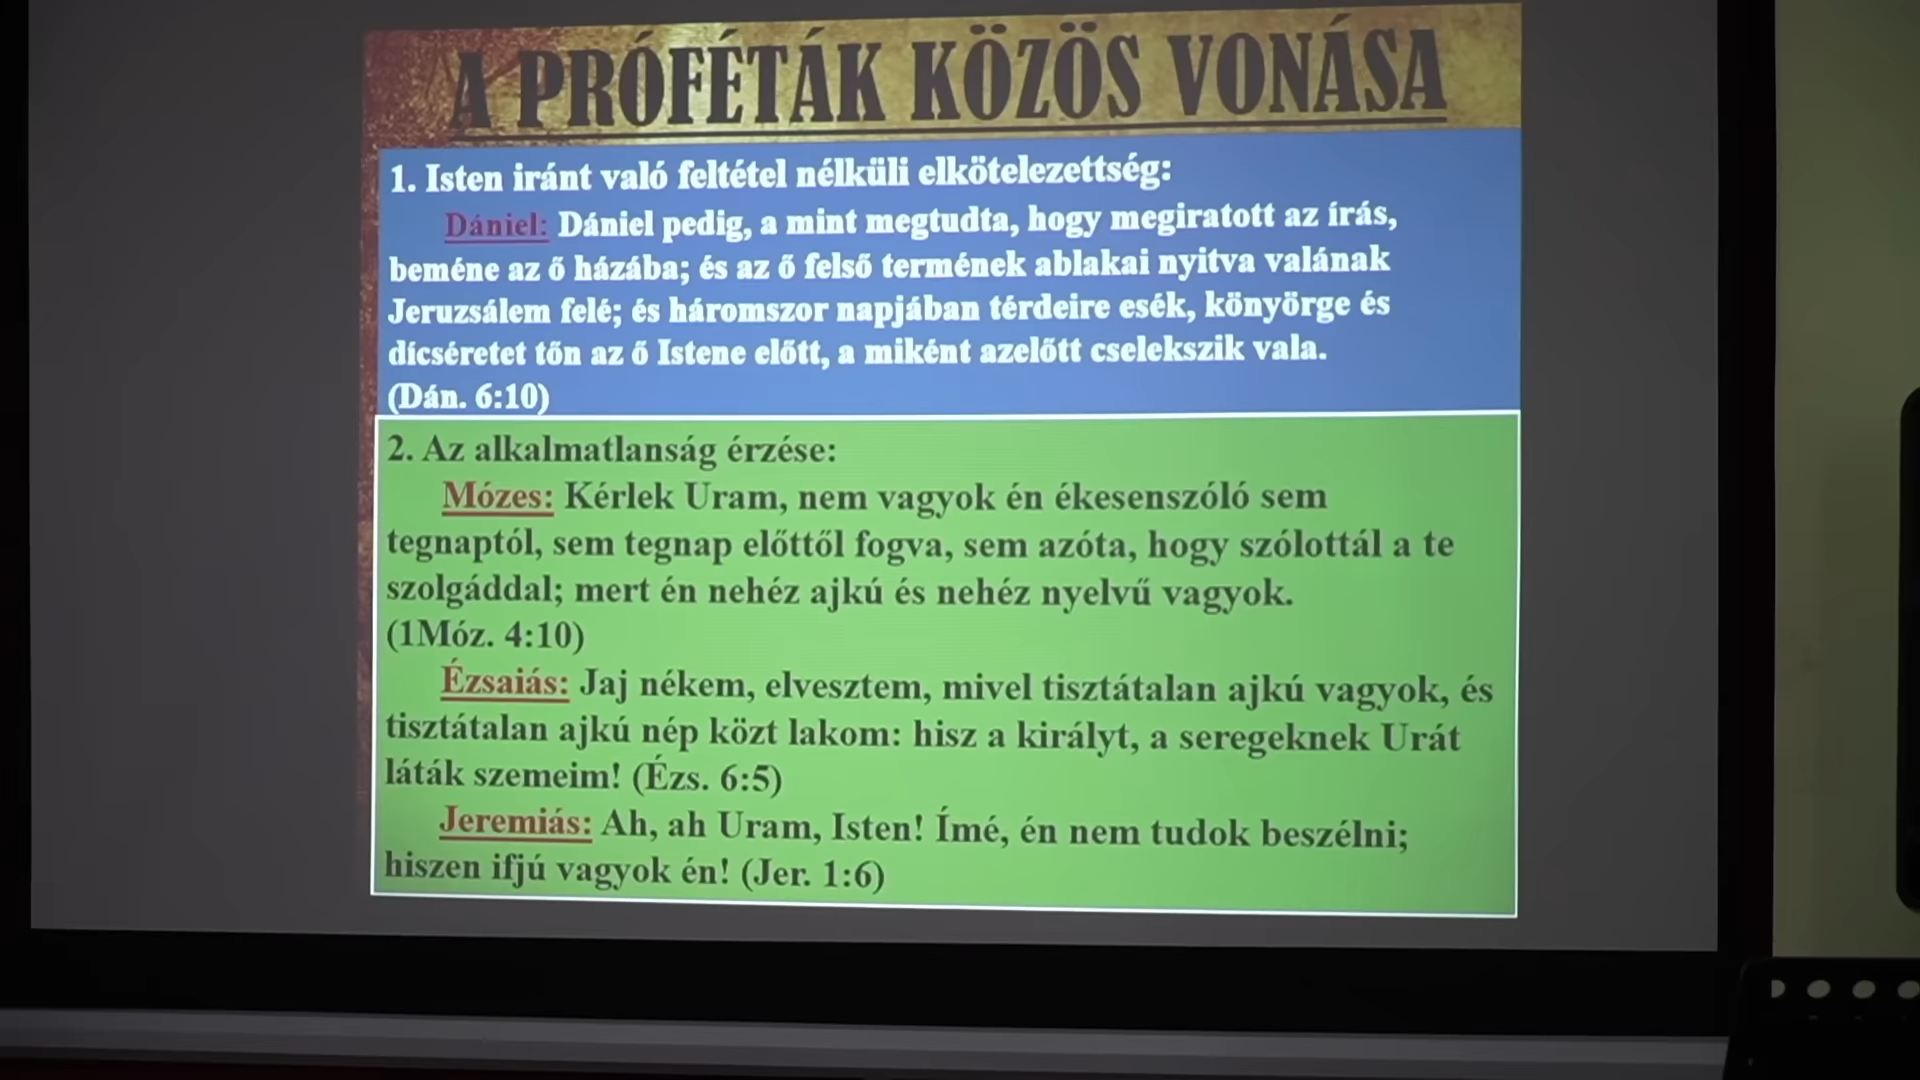 A PRÓFÉTÁK KÖZÖS VONÁSA
1. Isten iránt való feltétel nélküli elkötelezettség:
Dániel: Dániel pedig, a mint megtudta, hogy megiratott az írás,
beméne az ő házába; és az ő felső termének ablakai nyitva valának
Jeruzsálem felé; és háromszor napjában térdeire esék, könyörge és
dícséretet tőn az ő Istene előtt, a miként azelőtt cselekszik vala.
(Dán. 6:10)
2. Az alkalmatlanság érzése:
Mózes: Kérlek Uram, nem vagyok én ékesenszóló sem
tegnaptól, sem tegnap előttől fogva, sem azóta, hogy szólottál a te
szolgáddal; mert én nehéz ajkú és nehéz nyelvű vagyok.
(1Móz. 4:10)
Ézsaiás: Jaj nékem, elvesztem, mivel tisztátalan ajkú vagyok, és
tisztátalan ajkú nép közt lakom: hisz a királyt, a seregeknek Urát
láták szemeim! (Ézs. 6:5)
Jeremiás: Ah, ah Uram, Isten! Ímé, én nem tudok beszélni;
hiszen ifjú vagyok én! (Jer. 1:6)